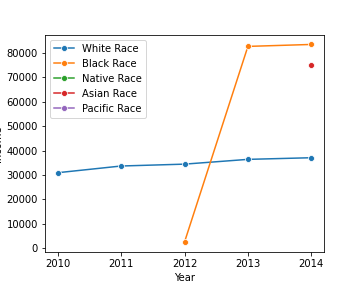 White Race
Black Race
Native Race
Asian Race
Pacific Race
80000
70000
60000
50000
40000
30000
20000
10000
0
2010 2011 2012 2013 2014
Year